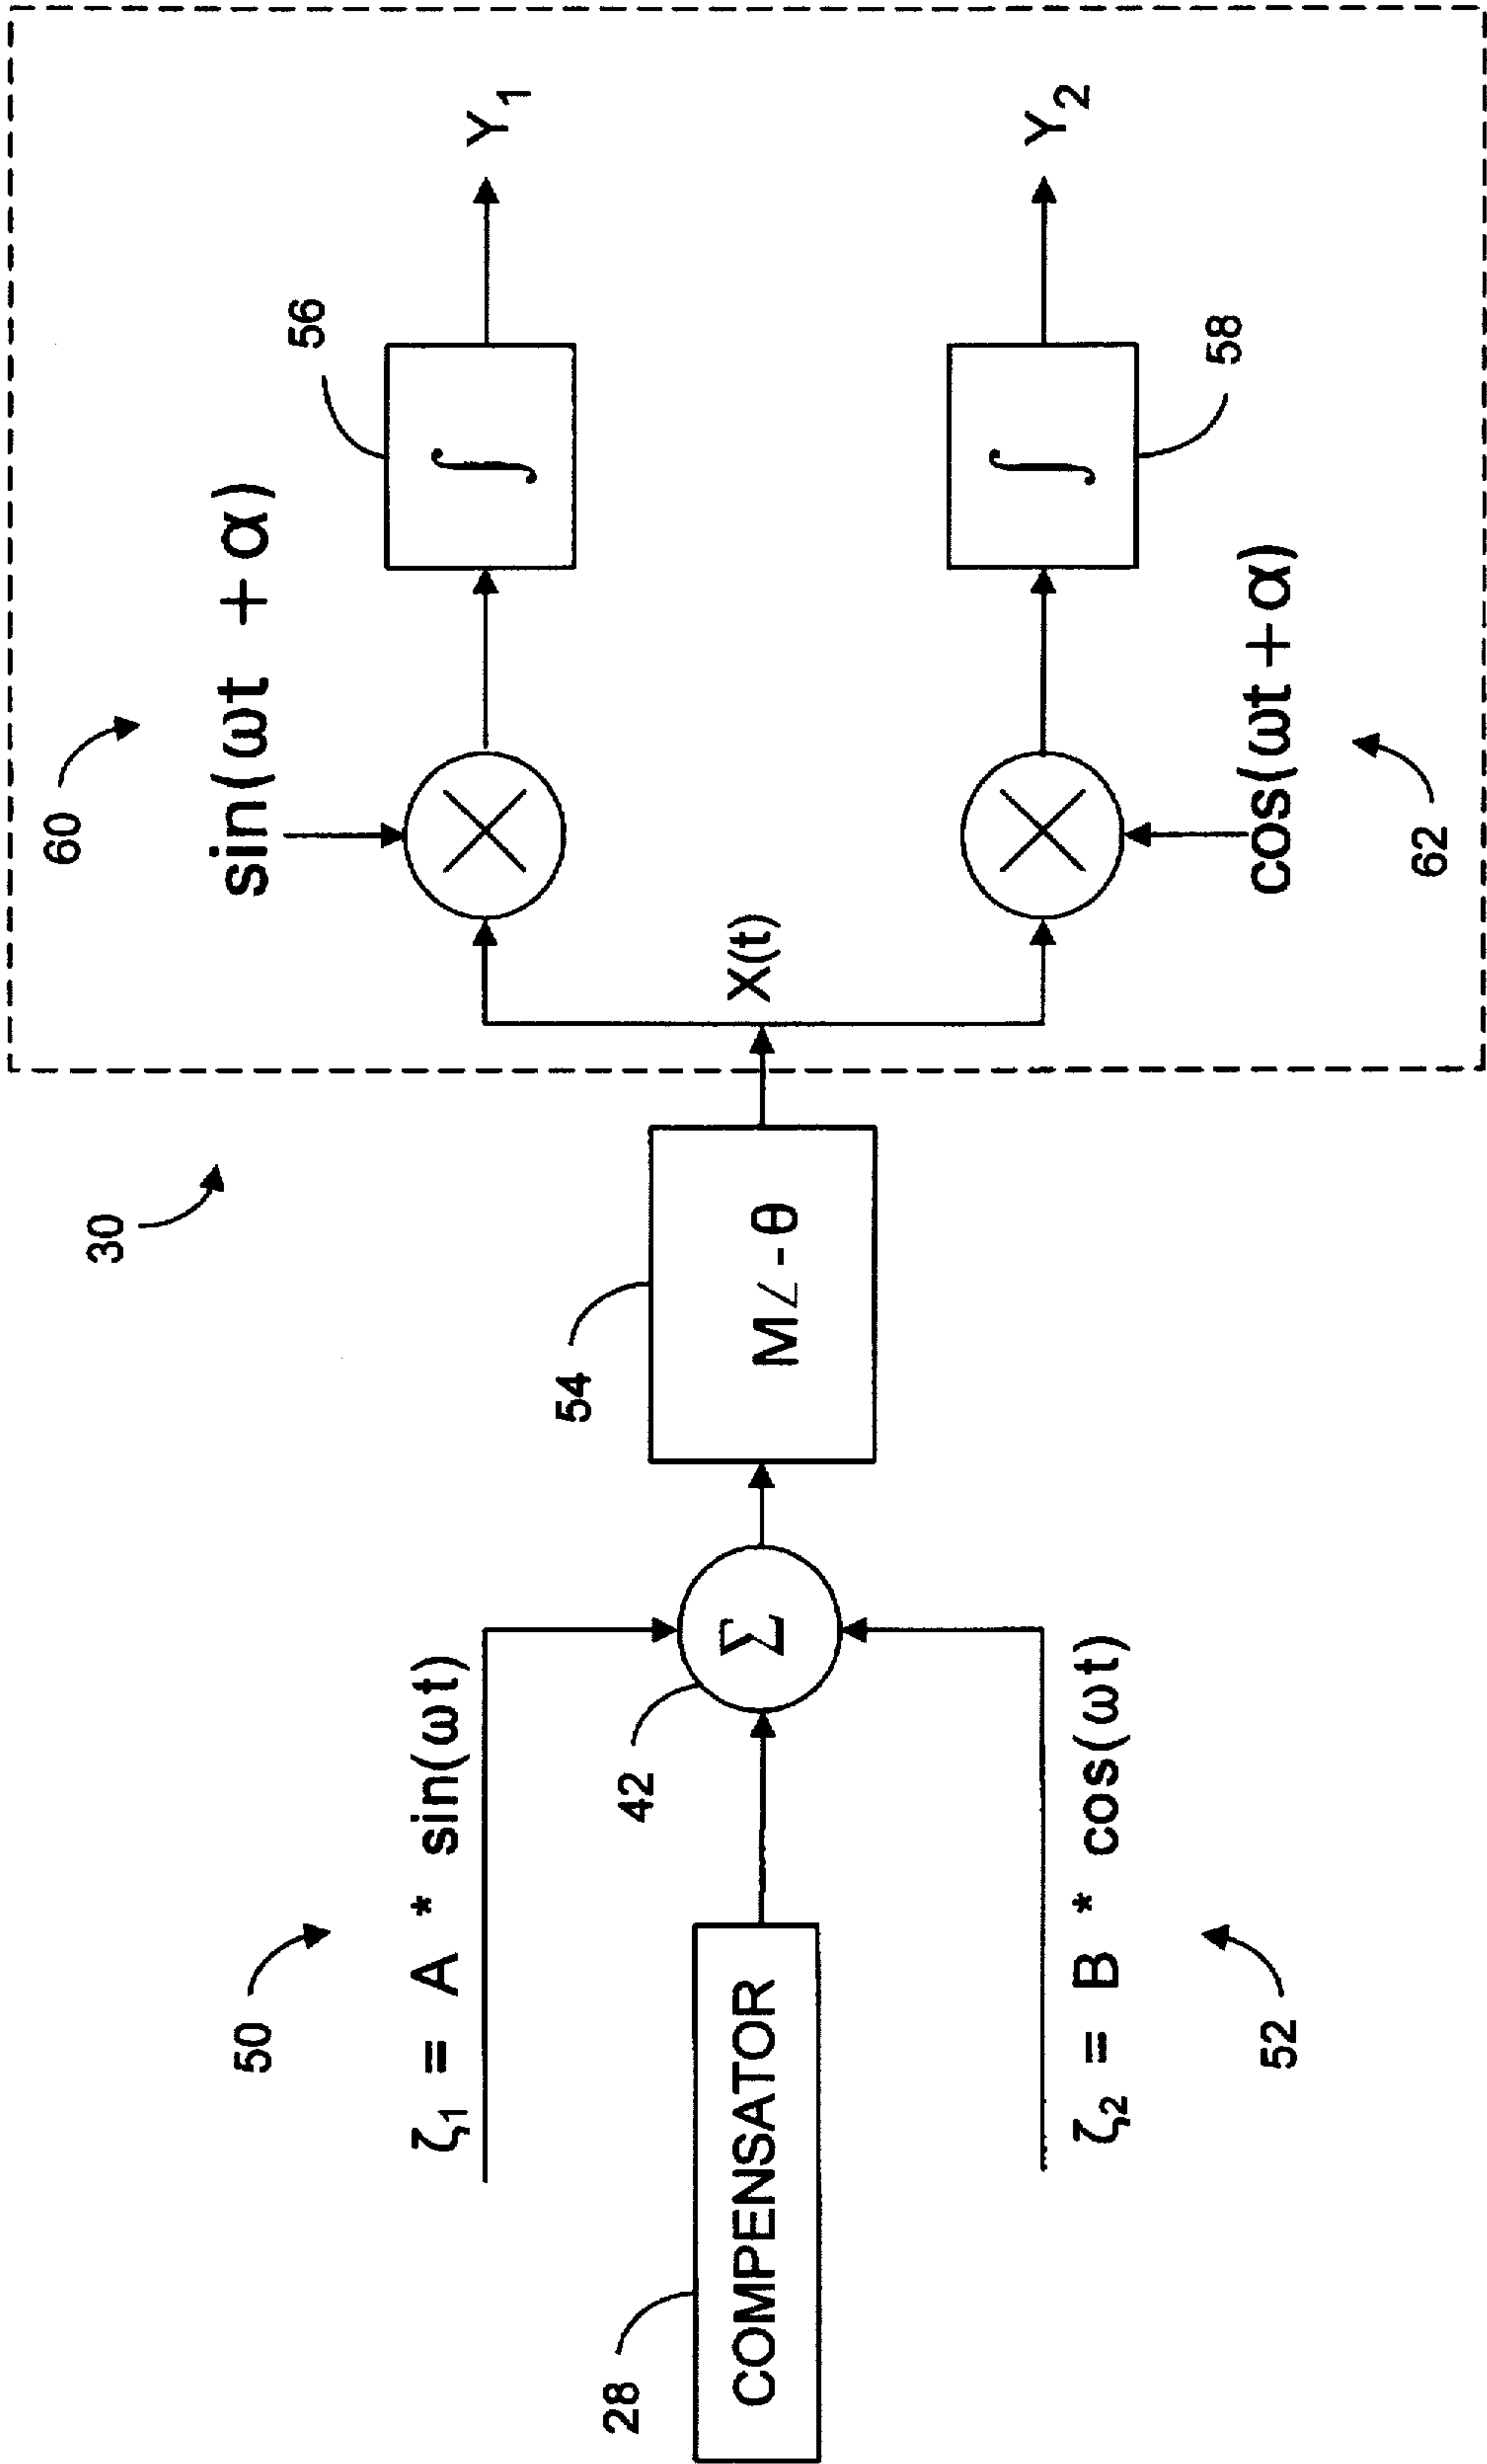 30
60
50
sin(ωt + α)
56
ζ₁ = A * sin(ωt)
Y₁
∫
54
42
28
COMPENSATOR
Σ
M∠-θ
X(t)
Y₂
∫
ζ₂ = B * cos(ωt)
58
cos(ωt + α)
52
62